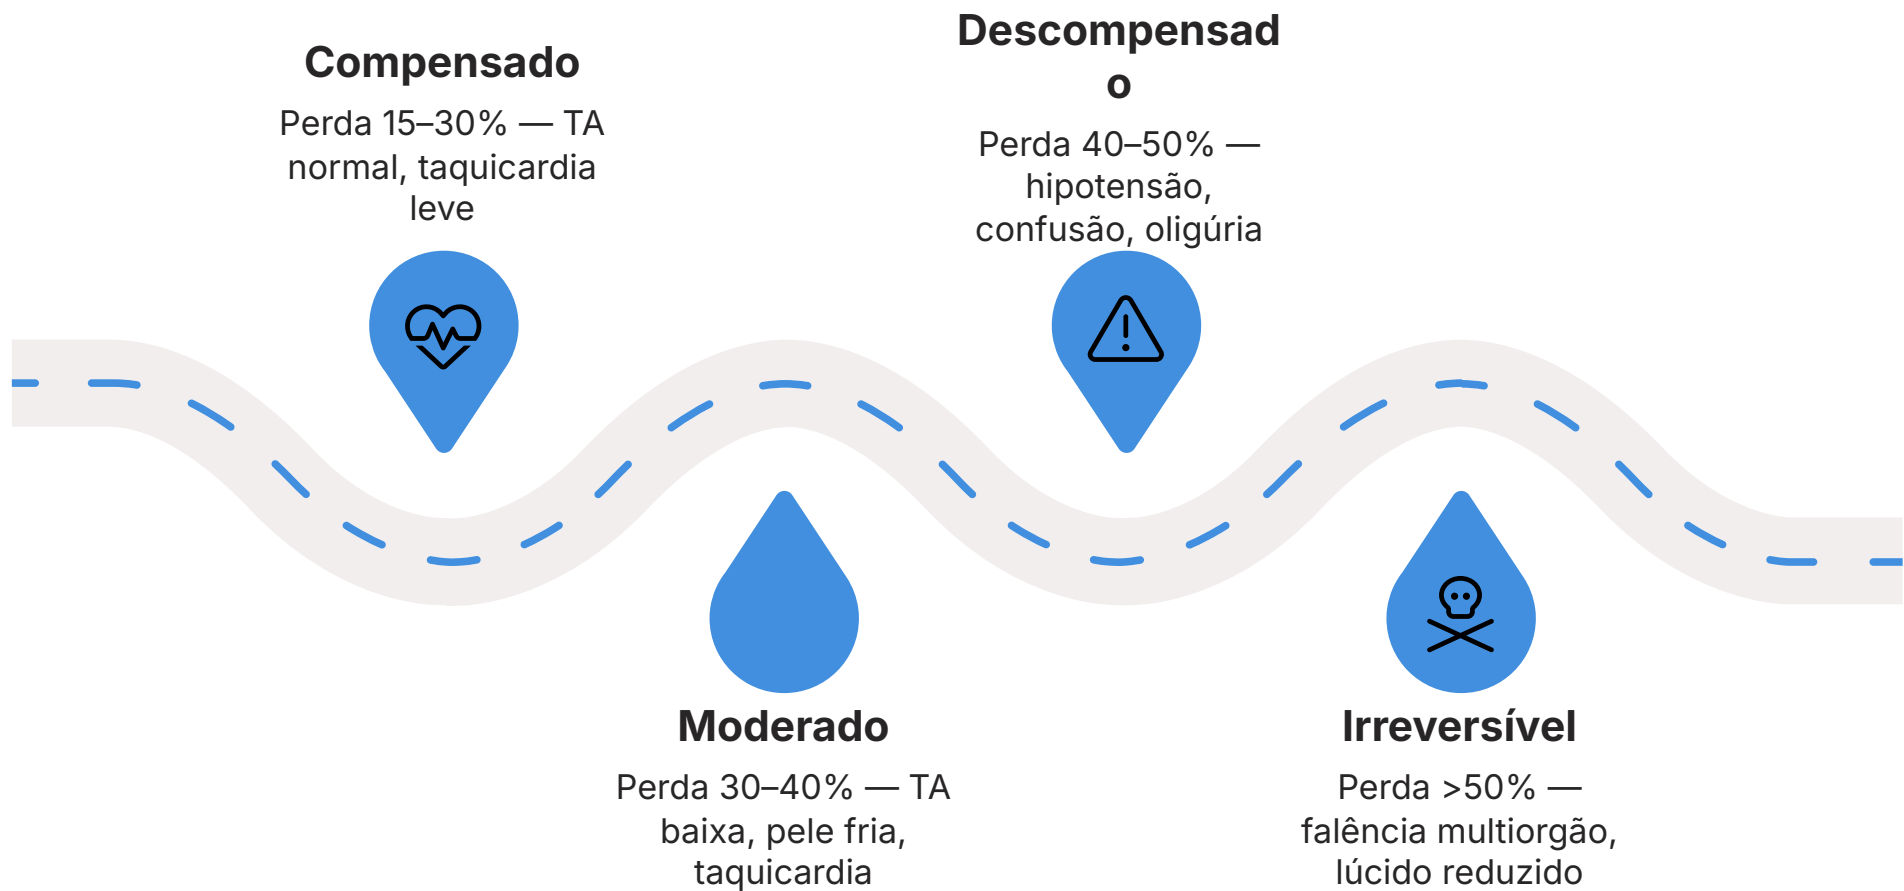 Compensado
Perda 15–30% — TA
normal, taquicardia
leve
Descompensad
o
Perda 40–50% —
hipotensão,
confusão, oligúria
Moderado
Perda 30–40% — TA
baixa, pele fria,
taquicardia
Irreversível
Perda >50% —
falência multiorgão,
lúcido reduzido